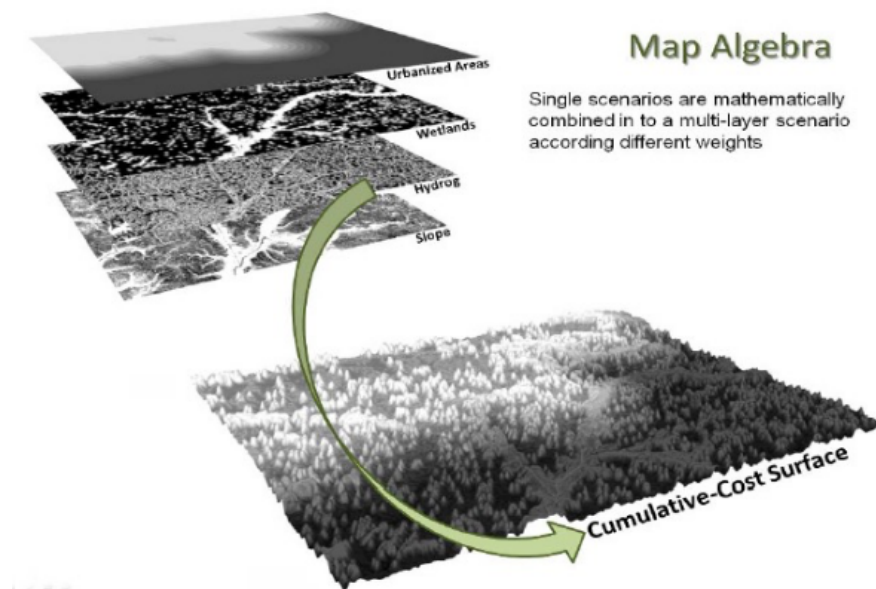 Map Algebra
Urbanized Areas
Single scenarios are mathematically
combined in to a multi-layer scenario
according different weights
Wetlands
Hydrog
Slope
Cumulative-Cost Surface